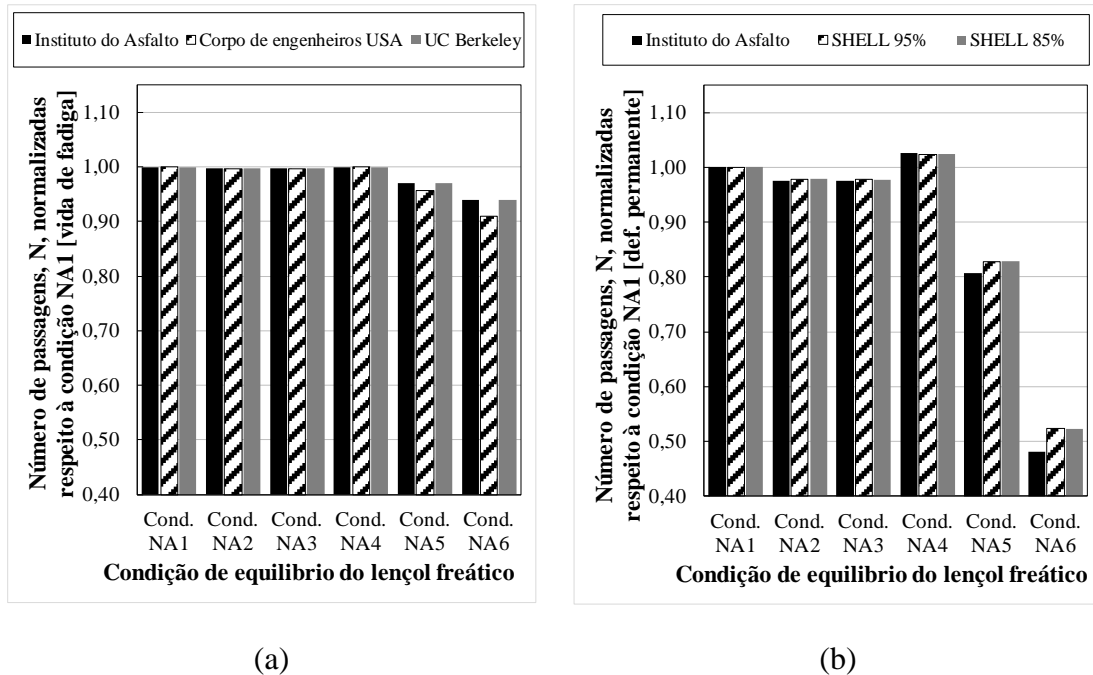 Instituto do Asfalto Corpo de engenheiros USA UC Berkeley
Número de passagens, N, normalizadas
respeito à condição NA1 [vida de fadiga]
1,10
1,00
0,90
0,80
0,70
0,60
0,50
0,40
Cond. Cond. Cond. Cond. Cond. Cond.
NA1 NA2 NA3 NA4 NA5 NA6
Condição de equilibrio do lençol freático
(a)
Instituto do Asfalto SHELL 95% SHELL 85%
Número de passagens, N, normalizadas
respeito à condição NA1 [def. permanente]
1,10
1,00
0,90
0,80
0,70
0,60
0,50
0,40
Cond. Cond. Cond. Cond. Cond. Cond.
NA1 NA2 NA3 NA4 NA5 NA6
Condição de equilibrio do lençol freático
(b)